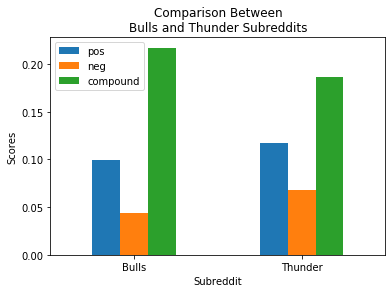 Comparison Between
Bulls and Thunder Subreddits
pos
neg
compound
0.20
0.15
0.10
0.05
0.00
Scores
Bulls
Thunder
Subreddit